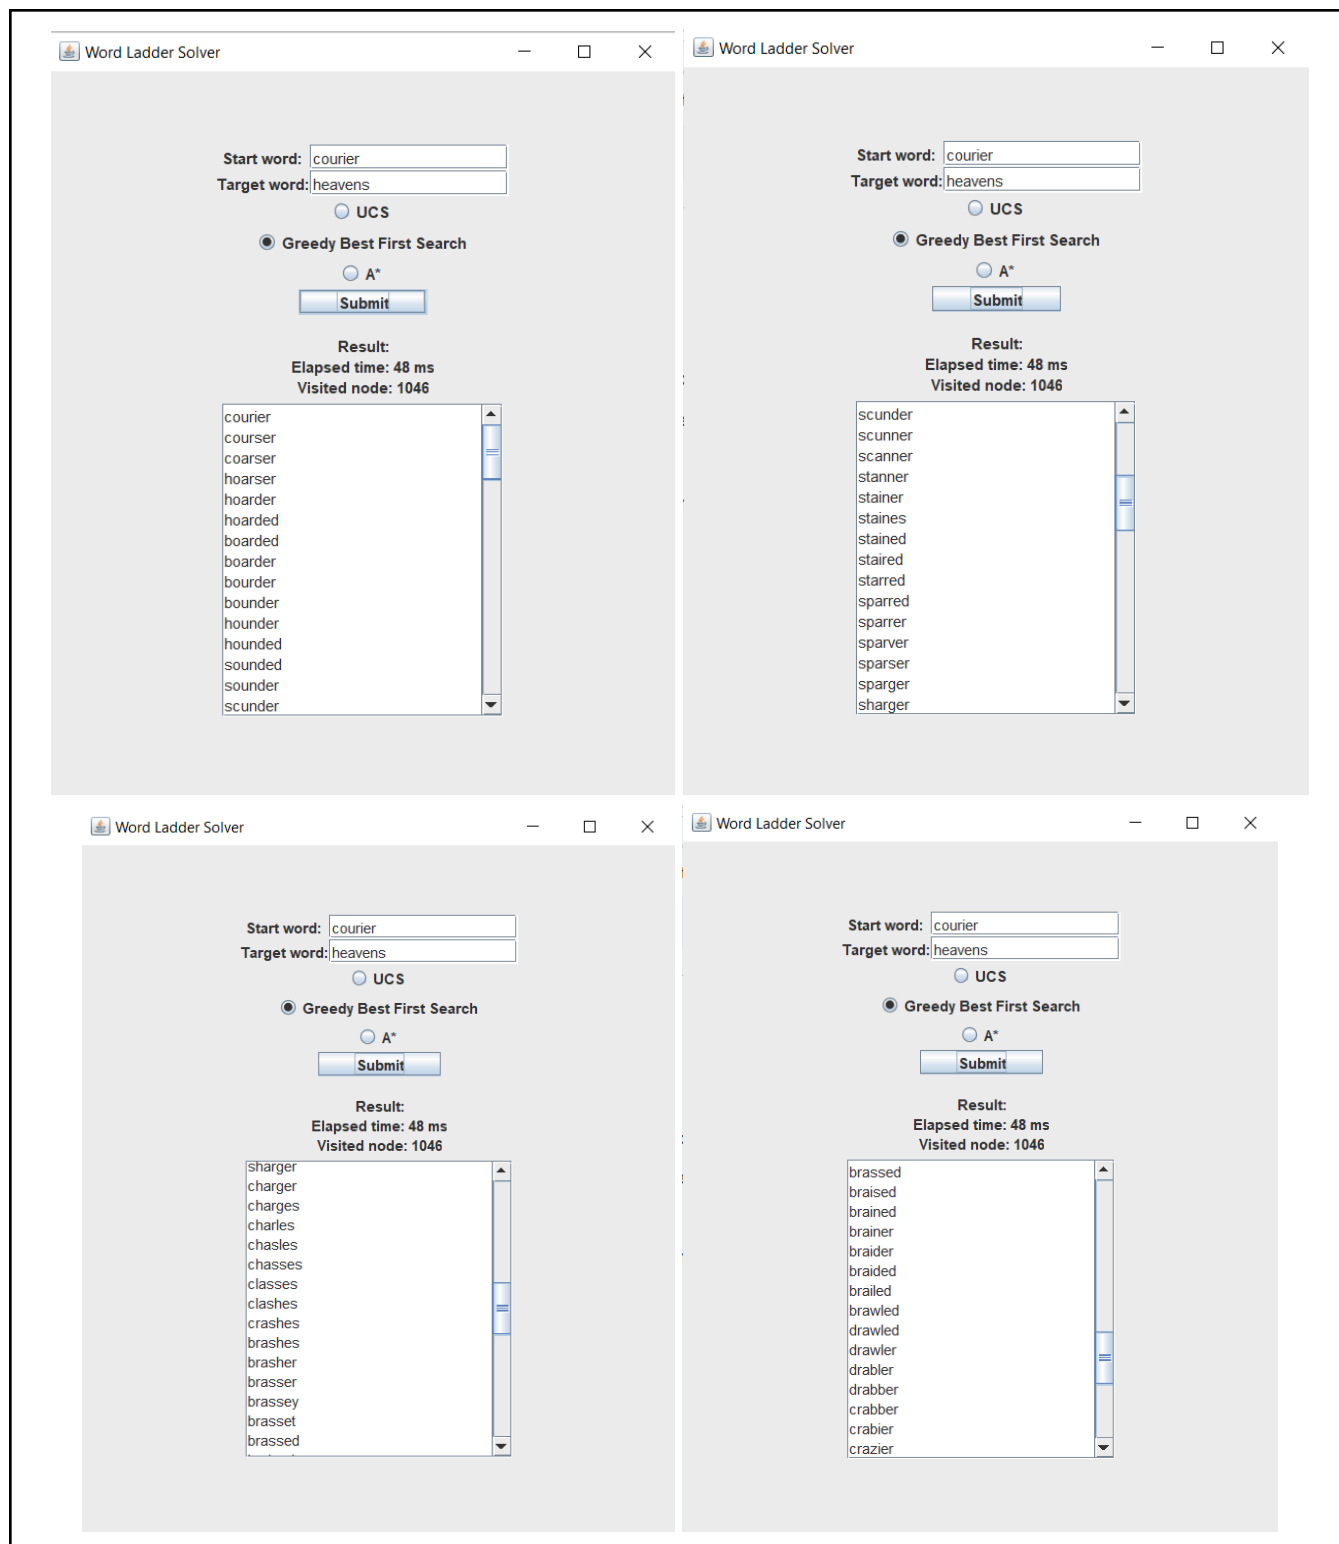 Word Ladder Solver
Start word: courier
Target word: heavens
UCS
Greedy Best First Search
A*
Submit
Result:
Elapsed time: 48 ms
Visited node: 1046
courier
courser
coarser
hoarser
hoarder
hoarded
boarded
boarder
bourder
bounder
hounder
hounded
sounded
sounder
scunder
Word Ladder Solver
Start word: courier
Target word: heavens
UCS
Greedy Best First Search
A*
Submit
Result:
Elapsed time: 48 ms
Visited node: 1046
scunder
scunner
scanner
stanner
stainer
staines
stained
staired
starred
sparred
sparrer
sparver
sparser
sparger
sharger
Word Ladder Solver
Start word: courier
Target word: heavens
UCS
Greedy Best First Search
A*
Submit
Result:
Elapsed time: 48 ms
Visited node: 1046
sharger
charger
charges
charles
chasles
chasses
classes
clashes
crashes
brashes
brasher
brasser
brassey
brasset
brassed
Word Ladder Solver
Start word: courier
Target word: heavens
UCS
Greedy Best First Search
A*
Submit
Result:
Elapsed time: 48 ms
Visited node: 1046
brassed
braised
brained
brainer
braider
braided
brailed
brawled
drawled
drawler
drabler
drabber
crabber
crabier
crazier